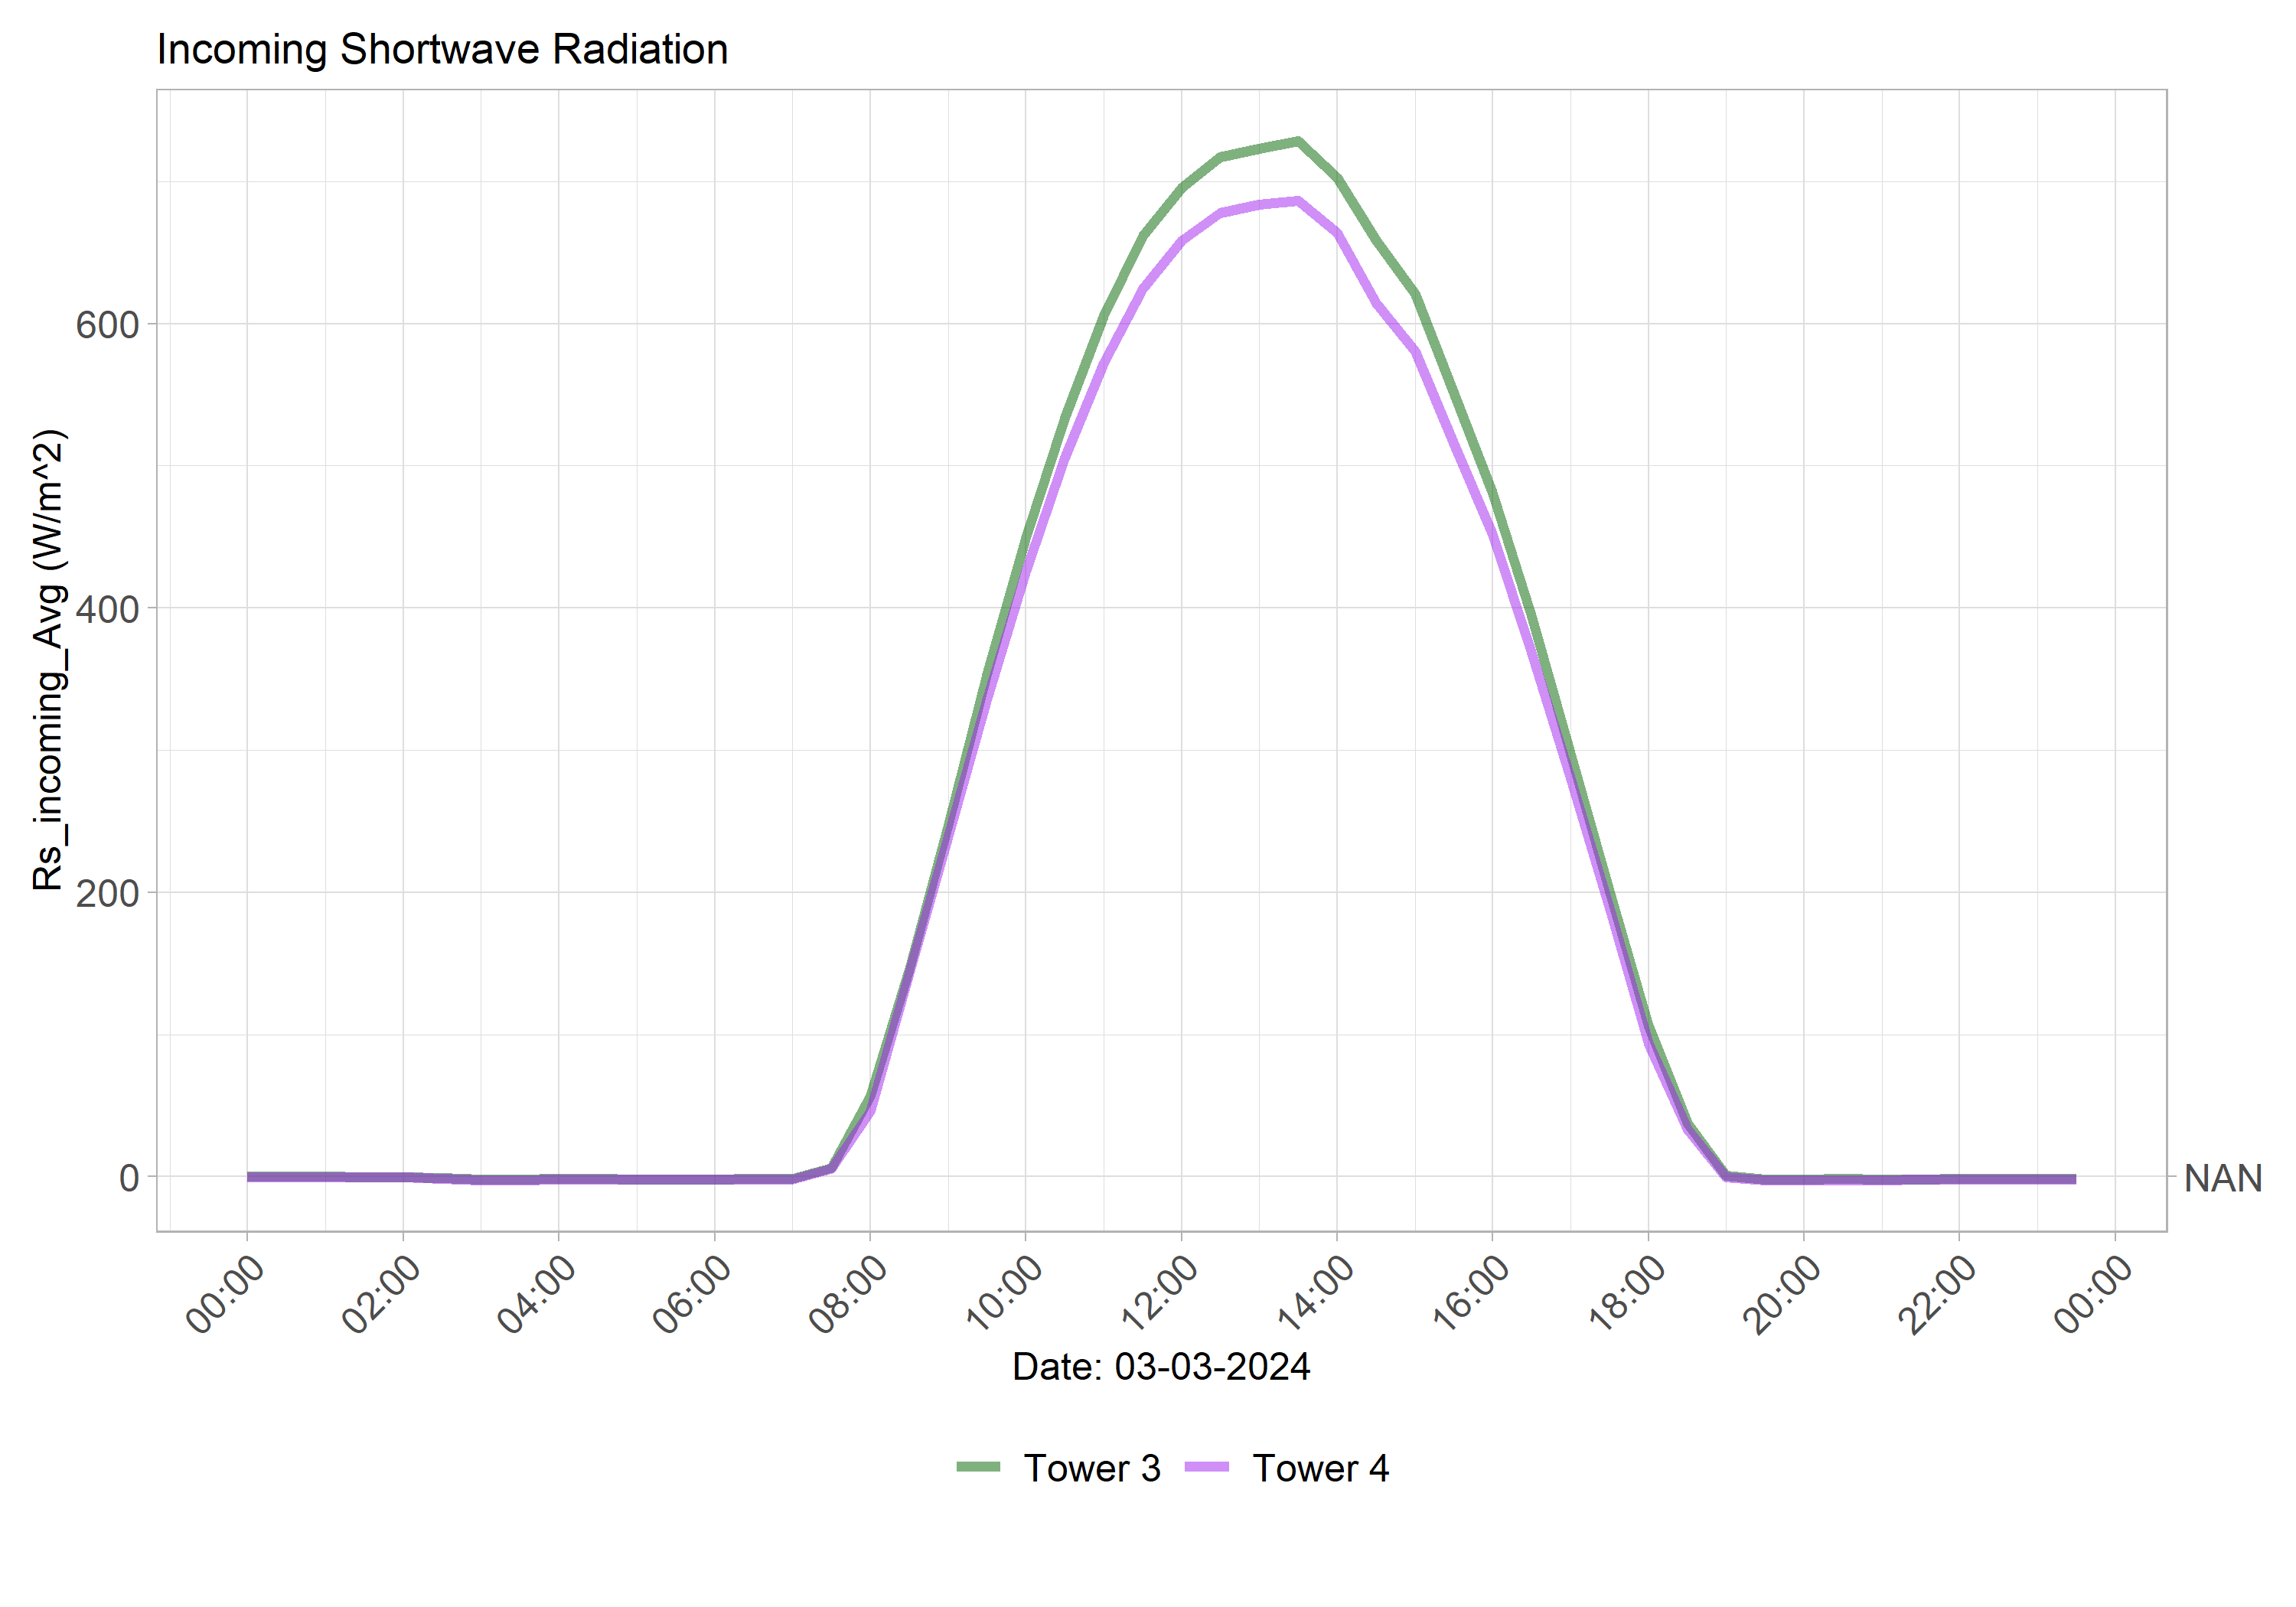 Incoming Shortwave Radiation
Rs_incoming_Avg (W/m^2)
600
400
200
0
NAN
00:00 02:00 04:00 06:00 08:00 10:00 12:00 14:00 16:00 18:00 20:00 22:00 00:00
Date: 03-03-2024
Tower 3 Tower 4